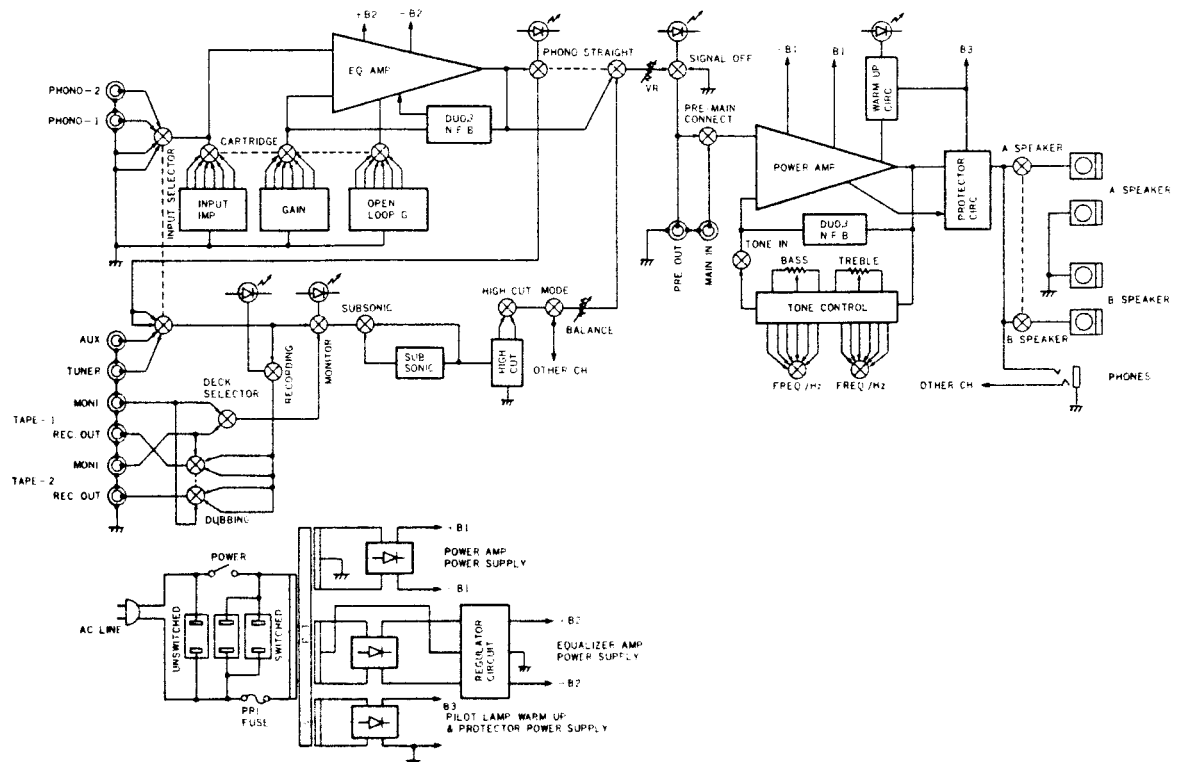 +B2
-B2
PHONO STRAIGHT
EQ AMP
SIGNAL OFF
VR
- B1
B1
B3
WARM UP
CIRC
PHONO-2
PHONO-1
DUO.β
N.F.B
PRE-MAIN
CONNECT
CARTRIDGE
INPUT SELECTOR
INPUT
IMP
GAIN
OPEN
LOOP G
POWER AMP
PROTECTOR
CIRC
A SPEAKER
A SPEAKER
DUO.β
N.F.B
TONE IN
PRE OUT
MAIN IN
BASS
TREBLE
TONE CONTROL
FREQ/Hz
FREQ/Hz
B SPEAKER
B SPEAKER
OTHER CH
PHONES
SUBSONIC
HIGH CUT
MODE
BALANCE
AUX
TUNER
MONITOR
RECORDING
SUB
SONIC
HIGH
CUT
OTHER CH
DECK
SELECTOR
MONI
TAPE-1
REC OUT
MONI
TAPE-2
REC OUT
DUBBING
POWER
AC LINE
UNSWITCHED
SWITCHED
PRI
FUSE
+B1
POWER AMP
POWER SUPPLY
-B1
REGULATOR
CIRCUIT
+B2
EQUALIZER AMP
POWER SUPPLY
-B2
B3
PILOT LAMP WARM UP
& PROTECTOR POWER SUPPLY